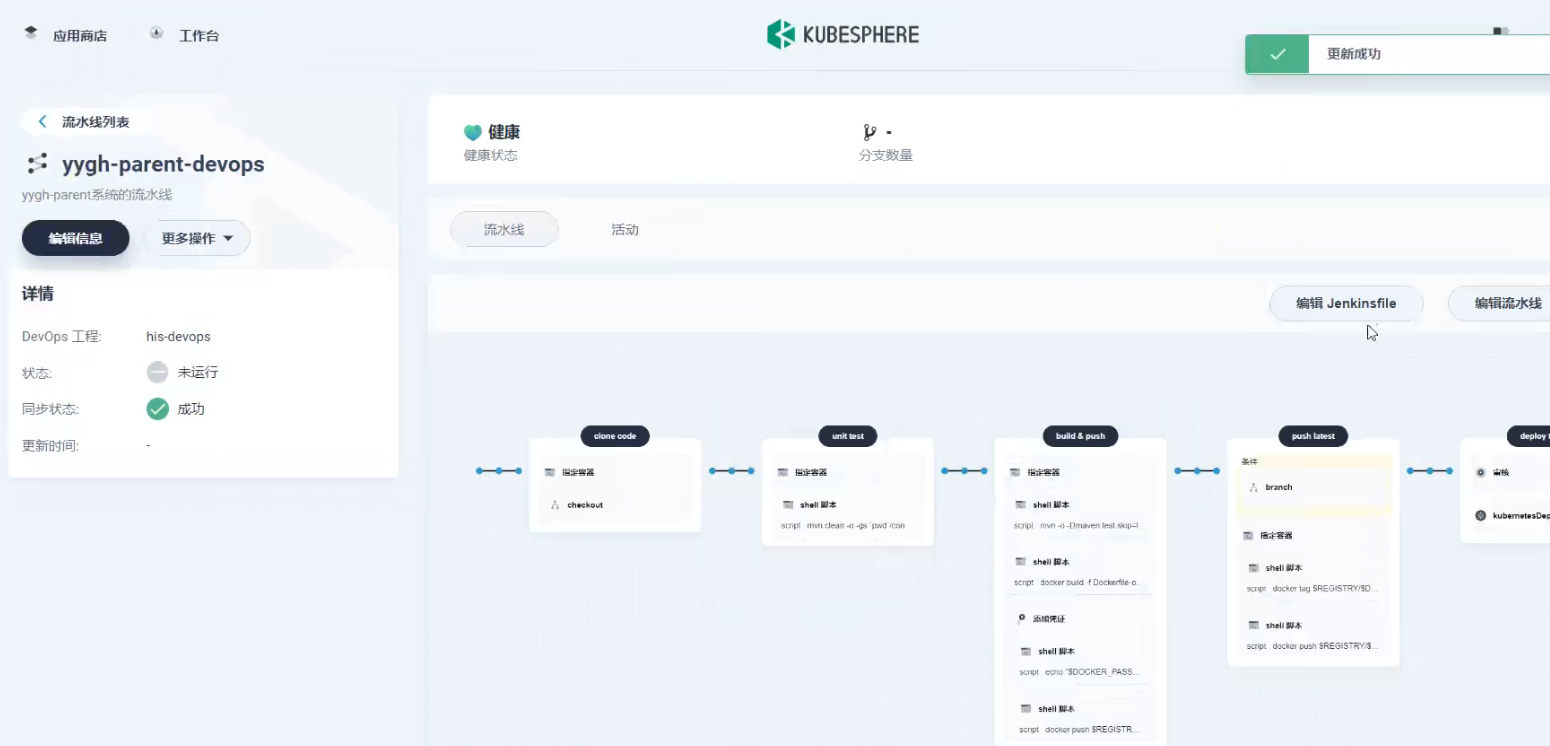 应用商店
工作台
KUBESPHERE
更新成功
流水线列表
yygh-parent-devops
yygh-parent系统的流水线
编辑信息
更多操作
详情
DevOps 工程:
his-devops
状态:
未运行
同步状态:
成功
更新时间:
-
健康
健康状态
-
分支数量
流水线
活动
编辑 Jenkinsfile
编辑流水线
clone code
指定容器
checkout
unit test
指定容器
shell 脚本
script mvn clean -o -gs `pwd`/con
build & push
指定容器
shell 脚本
script mvn -o -Dmaven.test.skip=t..
shell 脚本
script docker build -f Dockerfile-o..
添加凭证
shell 脚本
script echo "$DOCKER_PASS...
shell 脚本
script docker push $REGISTR...
push latest
条件
branch
指定容器
shell 脚本
script docker tag $REGISTRY/$D...
shell 脚本
script docker push $REGISTRY/$...
deploy
审核
kubernetesDep